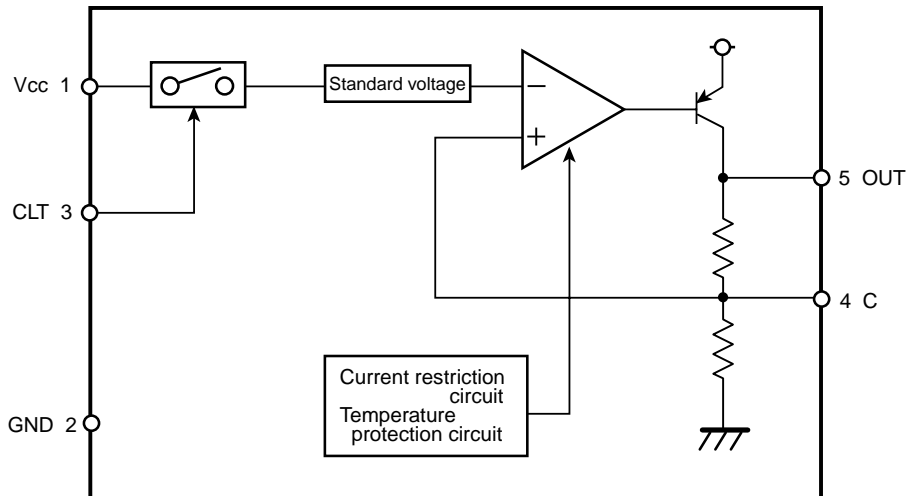 Vcc 1
Standard voltage
−
+
5 OUT
CLT 3
4 C
Current restriction
circuit
Temperature
protection circuit
GND 2